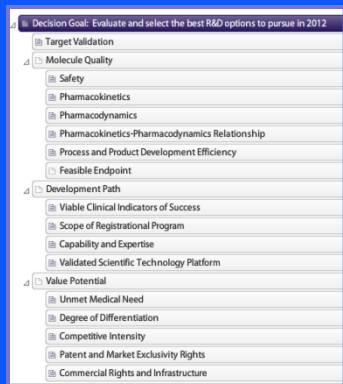 Decision Goal: Evaluate and select the best R&D options to pursue in 2012
Target Validation
Molecule Quality
Safety
Pharmacokinetics
Pharmacodynamics
Pharmacokinetics-Pharmacodynamics Relationship
Process and Product Development Efficiency
Feasible Endpoint
Development Path
Viable Clinical Indicators of Success
Scope of Registrational Program
Capability and Expertise
Validated Scientific Technology Platform
Value Potential
Unmet Medical Need
Degree of Differentiation
Competitive Intensity
Patent and Market Exclusivity Rights
Commercial Rights and Infrastructure